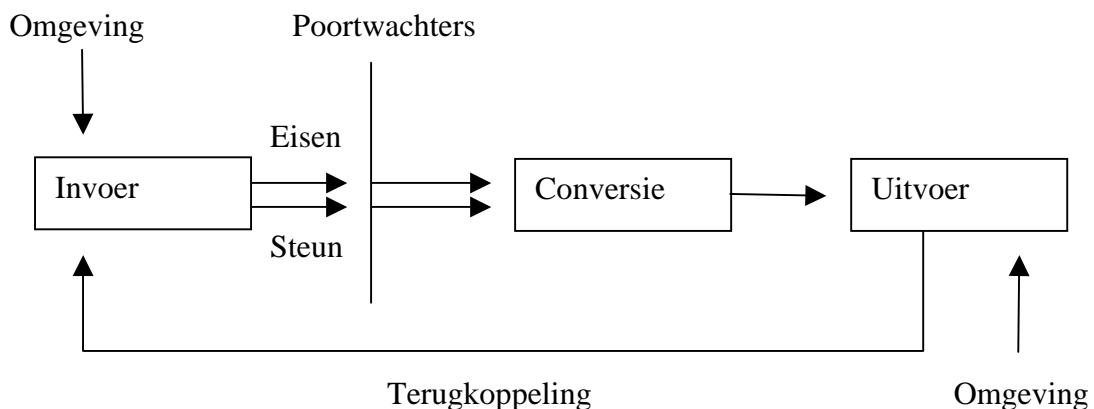 Omgeving
Poortwachters
Eisen
Invoer
Conversie
Uitvoer
Steun
Terugkoppeling
Omgeving